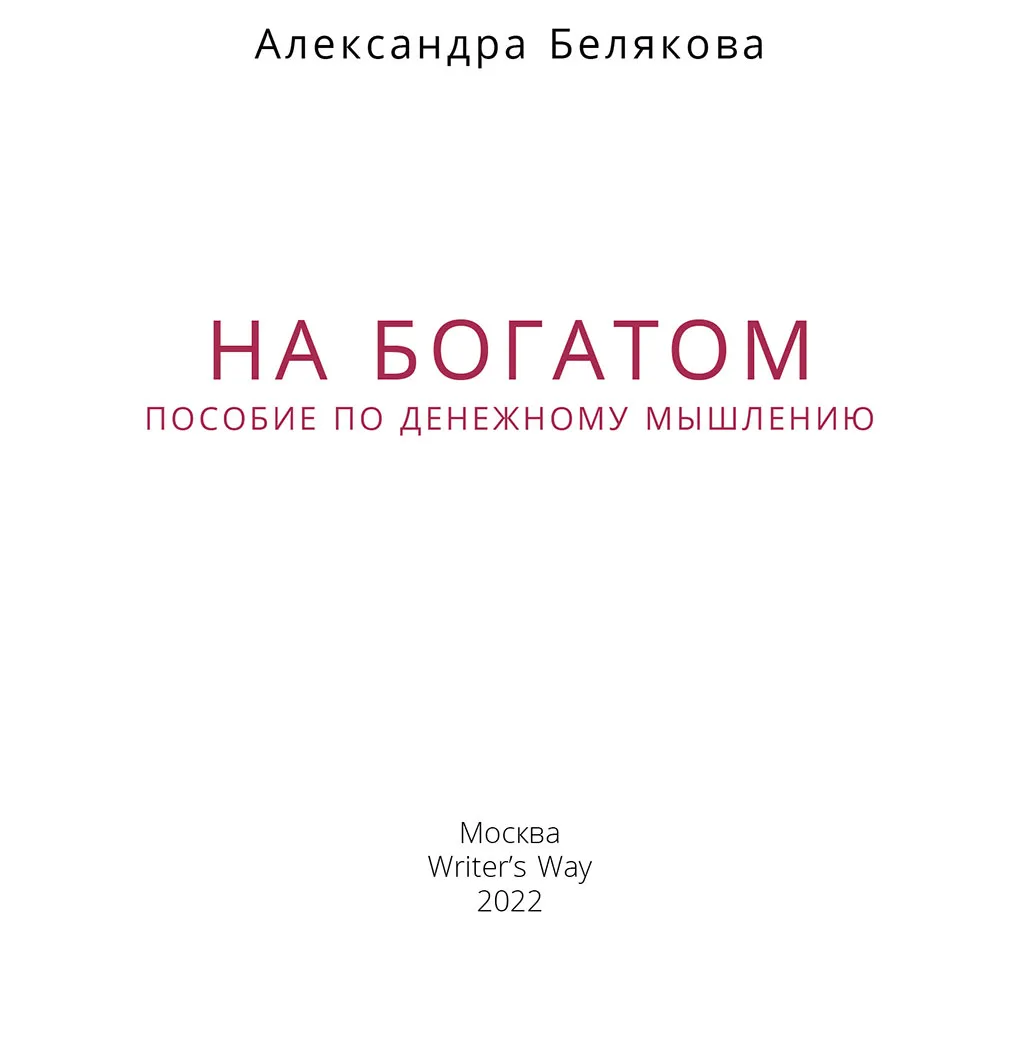 Александра Белякова
НА БОГАТОМ
ПОСОБИЕ ПО ДЕНЕЖНОМУ МЫШЛЕНИЮ
Москва
Writer’s Way
2022